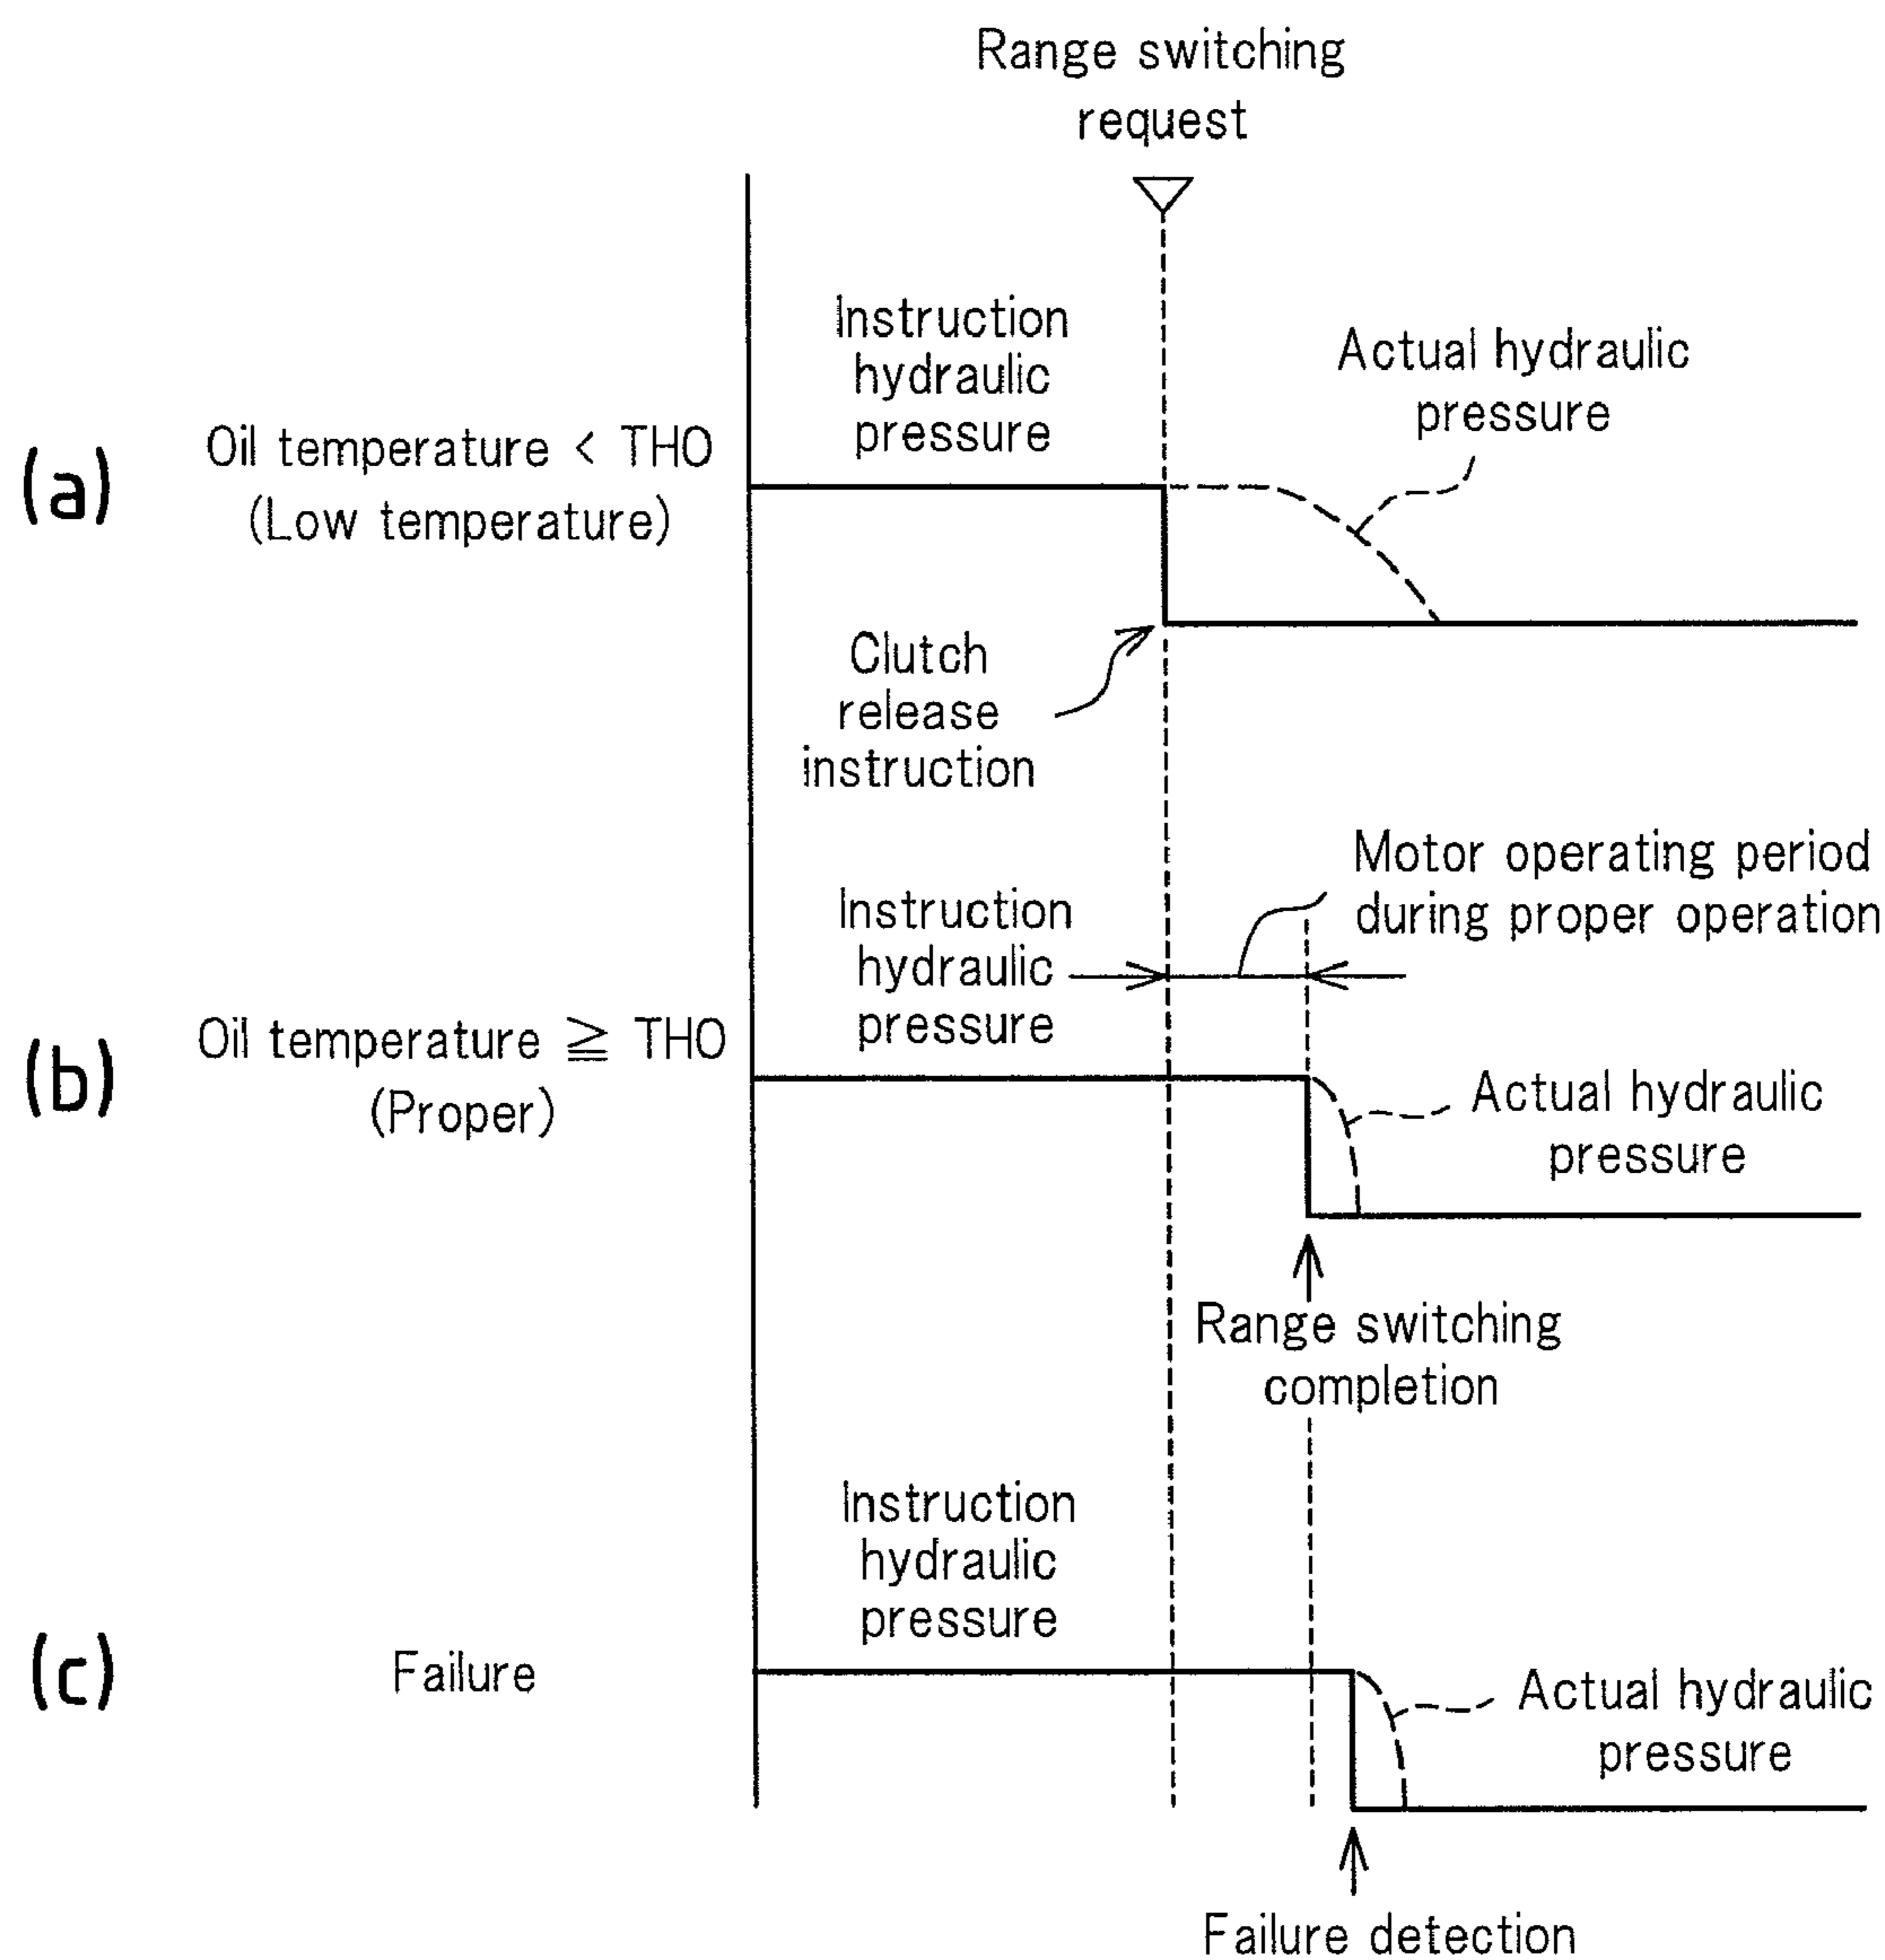 Range switching
request
Instruction
hydraulic
pressure
Actual hydraulic
pressure
(a)
Oil temperature < THO
(Low temperature)
Clutch
release
instruction
Motor operating period
during proper operation
Instruction
hydraulic
pressure
(b)
Oil temperature ≧ THO
(Proper)
Actual hydraulic
pressure
Range switching
completion
Instruction
hydraulic
pressure
(c)
Failure
Actual hydraulic
pressure
Failure detection